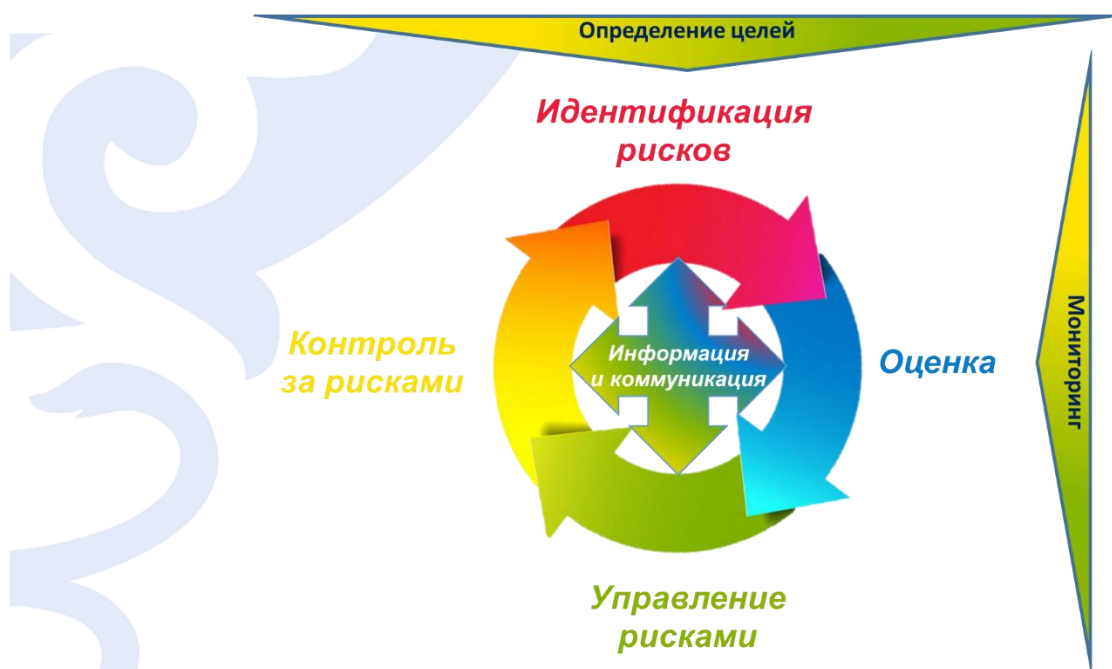 Определение целей
Идентификация
рисков
Контроль
за рисками
Информация
и коммуникация
Оценка
Мониторинг
Управление
рисками